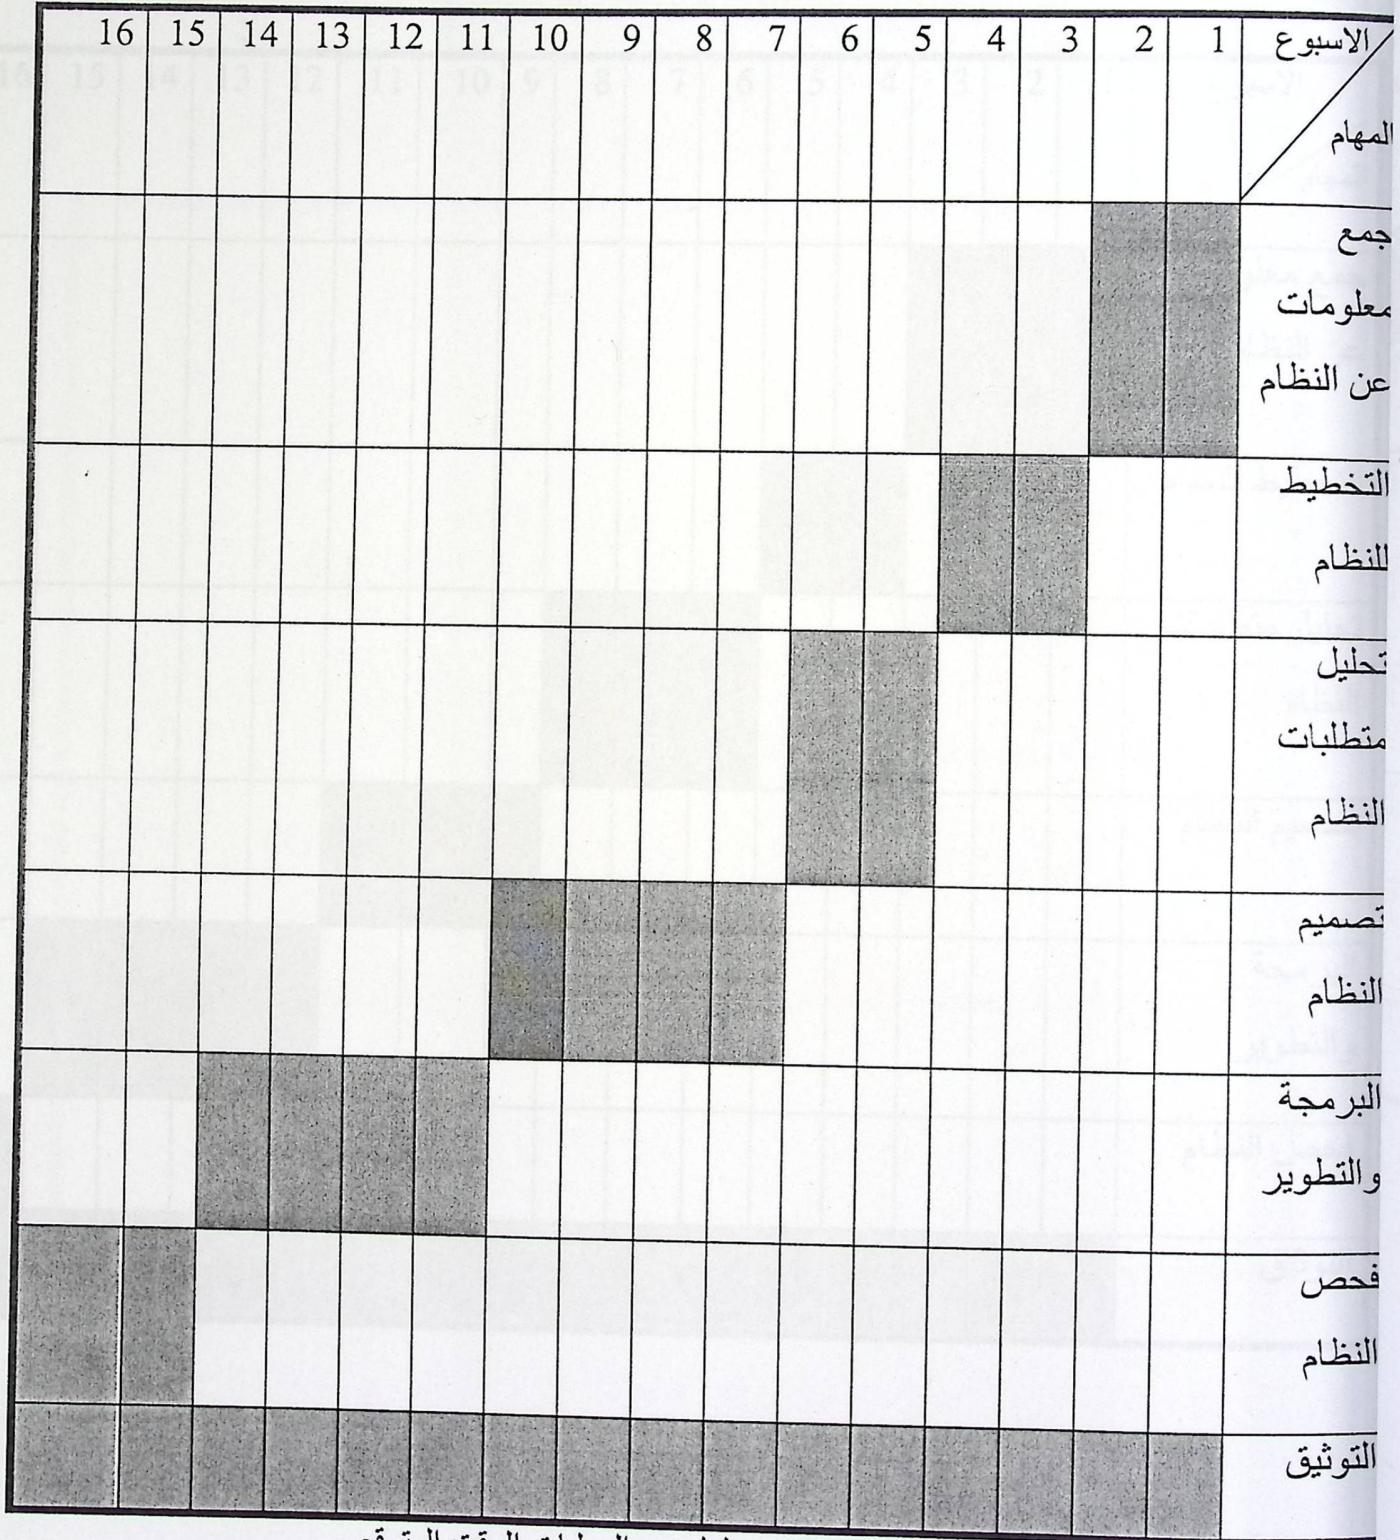 الاسبوع 1 2 3 4 5 6 7 8 9 10 11 12 13 14 15 16
المهام
جمع
معلومات
عن النظام
التخطيط
للنظام
تحليل
متطلبات
النظام
تصميم
النظام
البرمجة
والتطوير
فحص
النظام
التوثيق